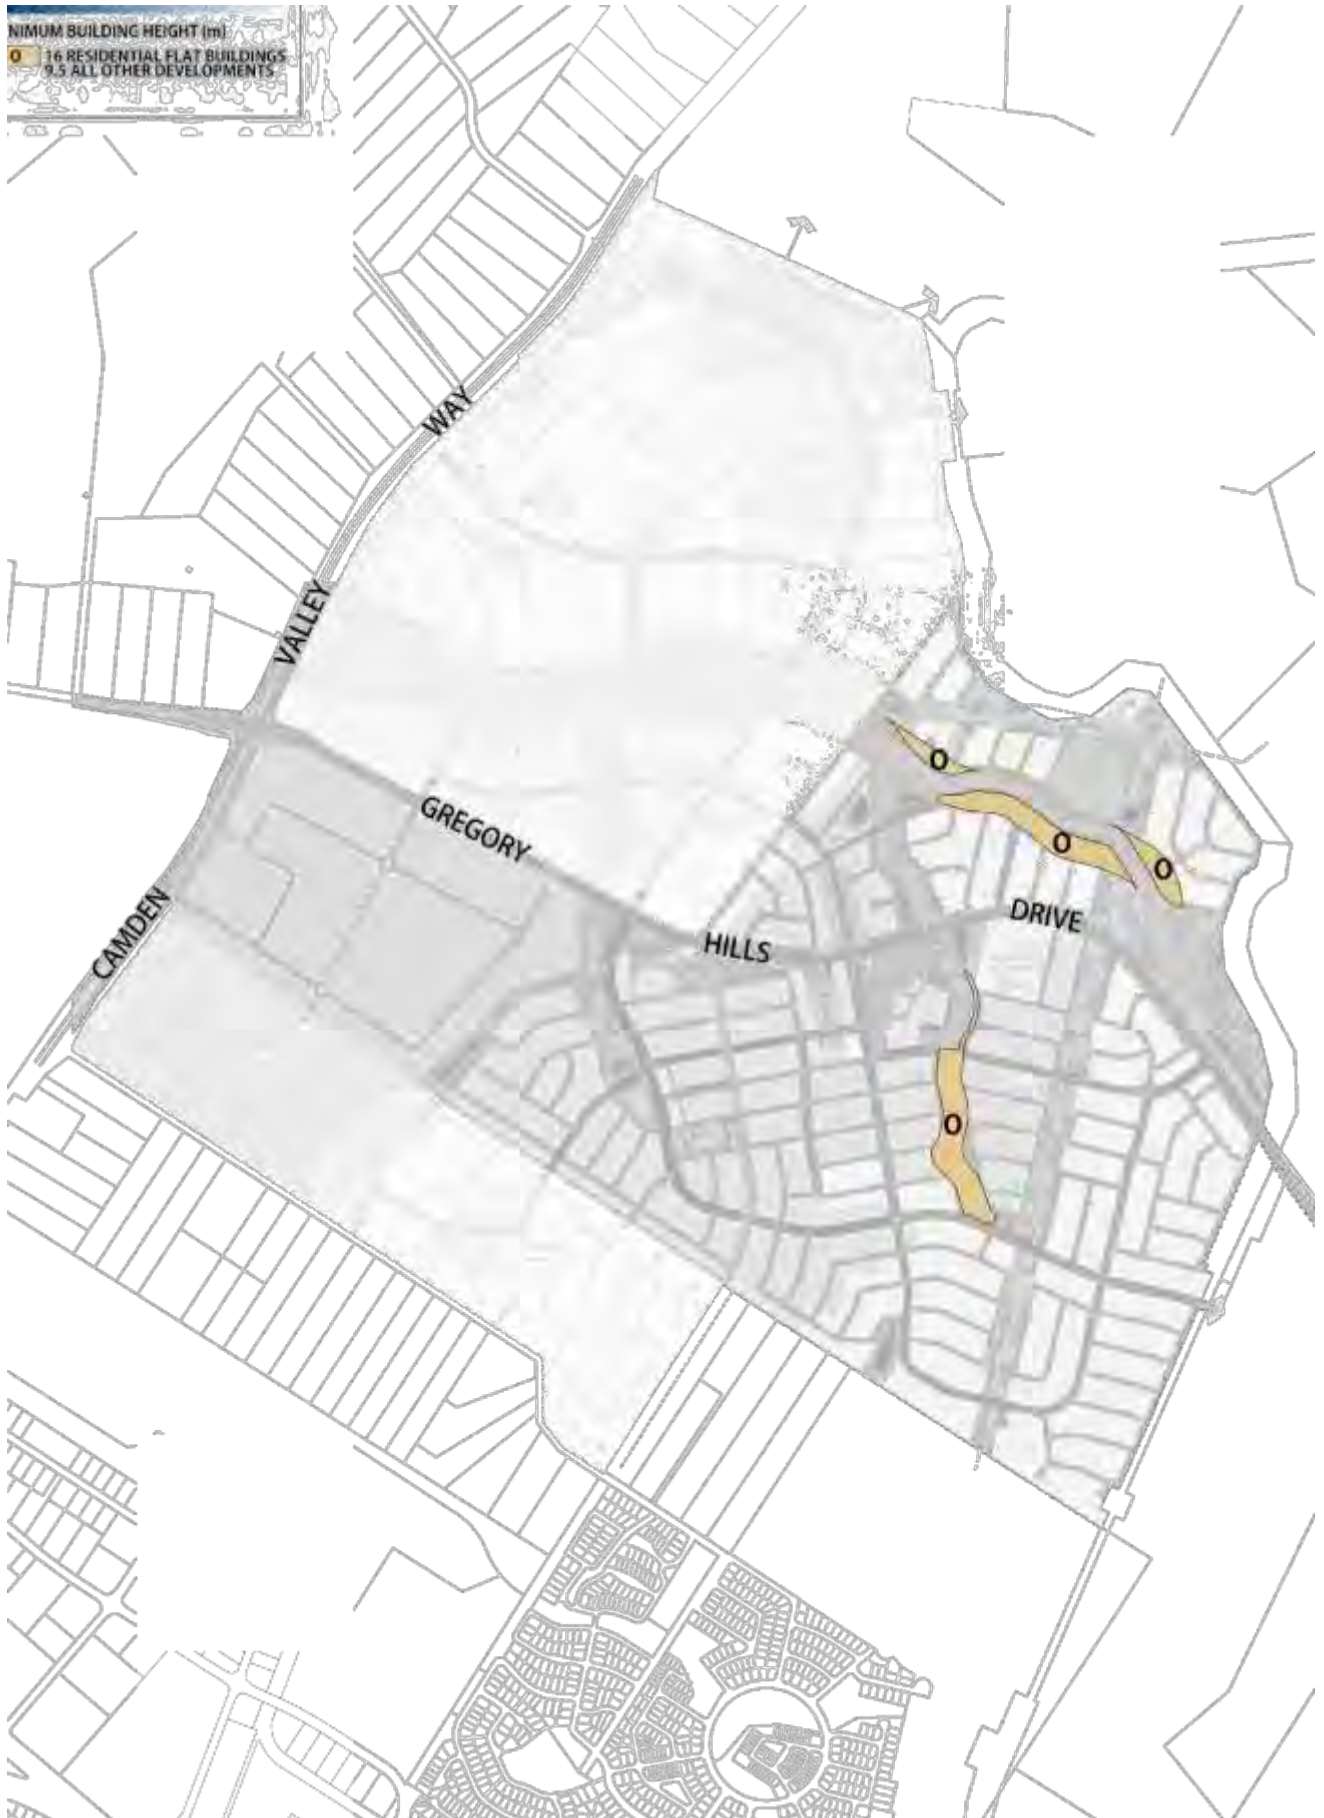 NIMUM BUILDING HEIGHT (m)
O 16 RESIDENTIAL FLAT BUILDINGS
9.5 ALL OTHER DEVELOPMENTS
WAY
VALLEY
O
GREGORY
O
O
DRIVE
CAMDEN
HILLS
O